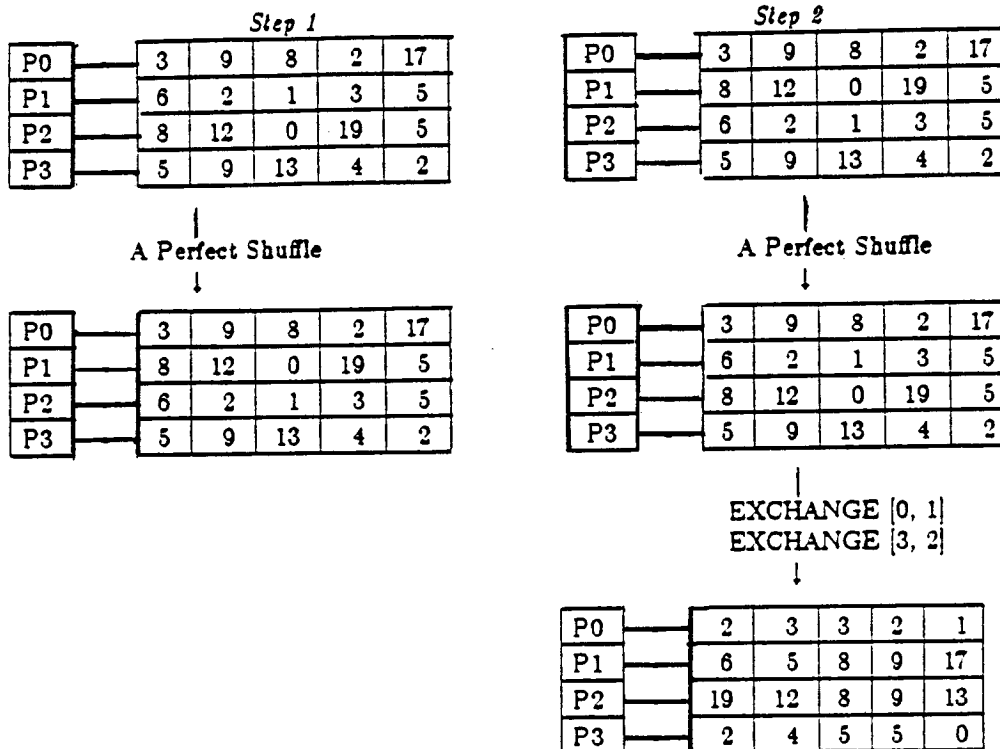 Step 1
P0 3 9 8 2 17
P1 6 2 1 3 5
P2 8 12 0 19 5
P3 5 9 13 4 2
A Perfect Shuffle
P0 3 9 8 2 17
P1 8 12 0 19 5
P2 6 2 1 3 5
P3 5 9 13 4 2
Step 2
P0 3 9 8 2 17
P1 8 12 0 19 5
P2 6 2 1 3 5
P3 5 9 13 4 2
A Perfect Shuffle
P0 3 9 8 2 17
P1 6 2 1 3 5
P2 8 12 0 19 5
P3 5 9 13 4 2
EXCHANGE [0, 1]
EXCHANGE [3, 2]
P0 2 3 3 2 1
P1 6 5 8 9 17
P2 19 12 8 9 13
P3 2 4 5 5 0